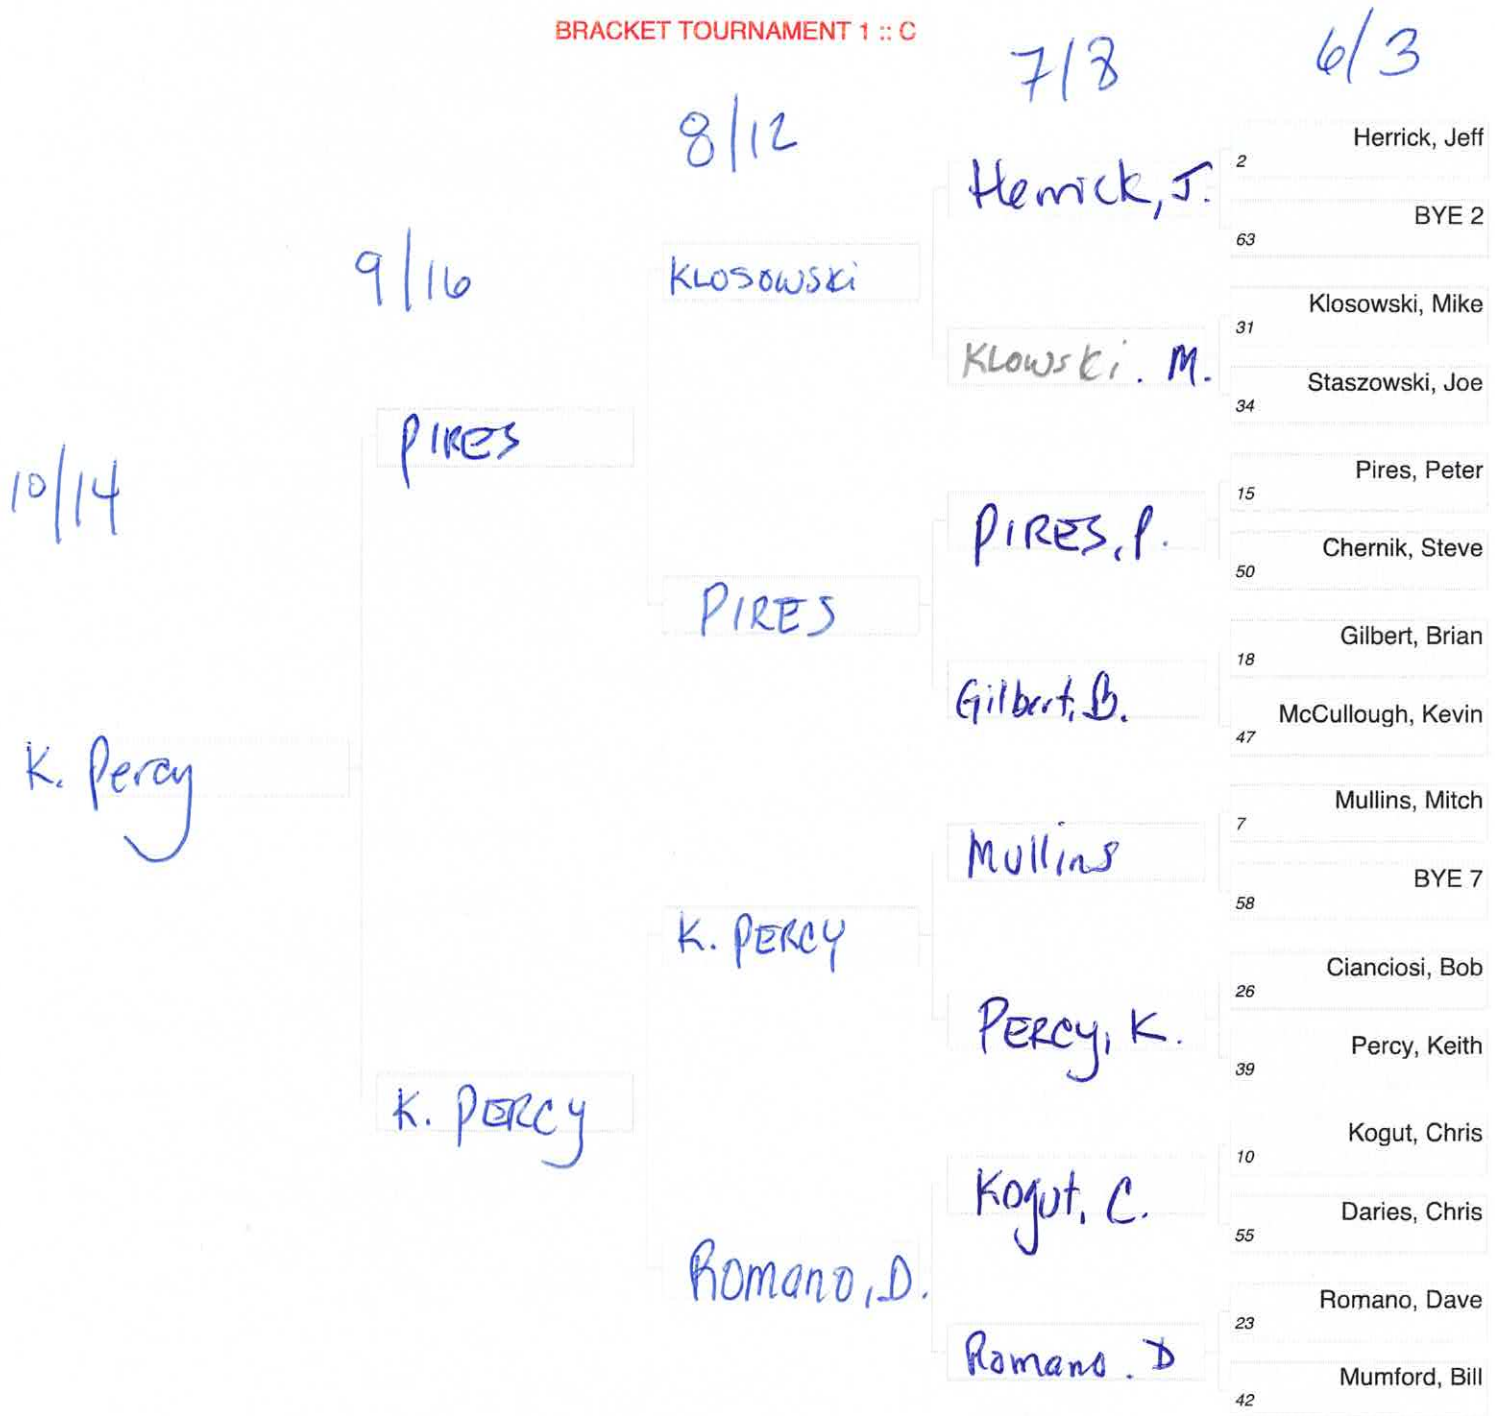 BRACKET TOURNAMENT 1 :: C
6/3
7/8
8/12
9/16
10/14
Herrick, Jeff
2
BYE 2
63
Klosowski, Mike
31
Staszowski, Joe
34
Pires, Peter
15
Chernik, Steve
50
Gilbert, Brian
18
McCullough, Kevin
47
Mullins, Mitch
7
BYE 7
58
Cianciosi, Bob
26
Percy, Keith
39
Kogut, Chris
10
Daries, Chris
55
Romano, Dave
23
Mumford, Bill
42
Herrick, J.
Klowski. M.
PIRES, P.
Gilbert, B.
Mullins
PERCY, K.
Kogut, C.
Romano. D
KLOSOWSKi
PIRES
K. PERCY
Romano, D.
PIRES
K. PERCY
K. Percy